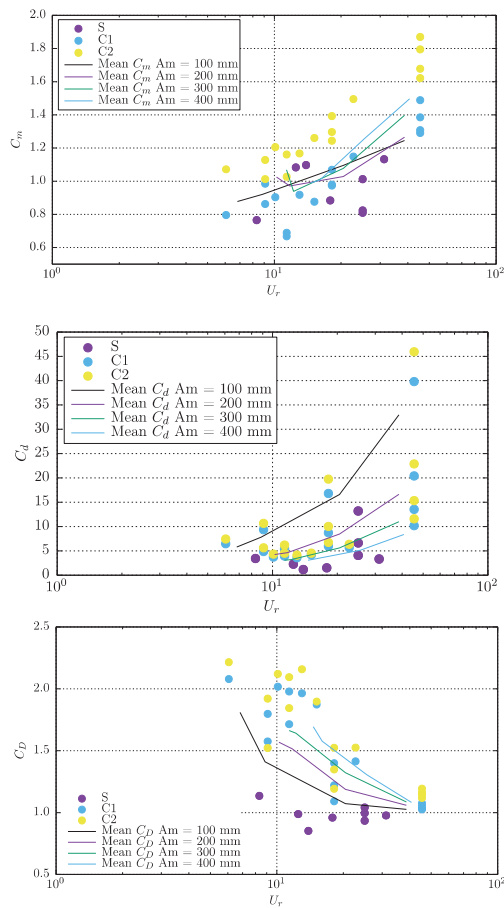 2.0
1.8
1.6
1.4
1.2
1.0
0.8
0.6
C_m
S
C1
C2
Mean C_m Am = 100 mm
Mean C_m Am = 200 mm
Mean C_m Am = 300 mm
Mean C_m Am = 400 mm
10^0
10^1
10^2
U_r
50
45
40
35
30
25
20
15
10
5
0
C_d
S
C1
C2
Mean C_d Am = 100 mm
Mean C_d Am = 200 mm
Mean C_d Am = 300 mm
Mean C_d Am = 400 mm
10^0
10^1
10^2
U_r
2.5
2.0
1.5
1.0
0.5
C_D
S
C1
C2
Mean C_D Am = 100 mm
Mean C_D Am = 200 mm
Mean C_D Am = 300 mm
Mean C_D Am = 400 mm
10^0
10^1
10^2
U_r